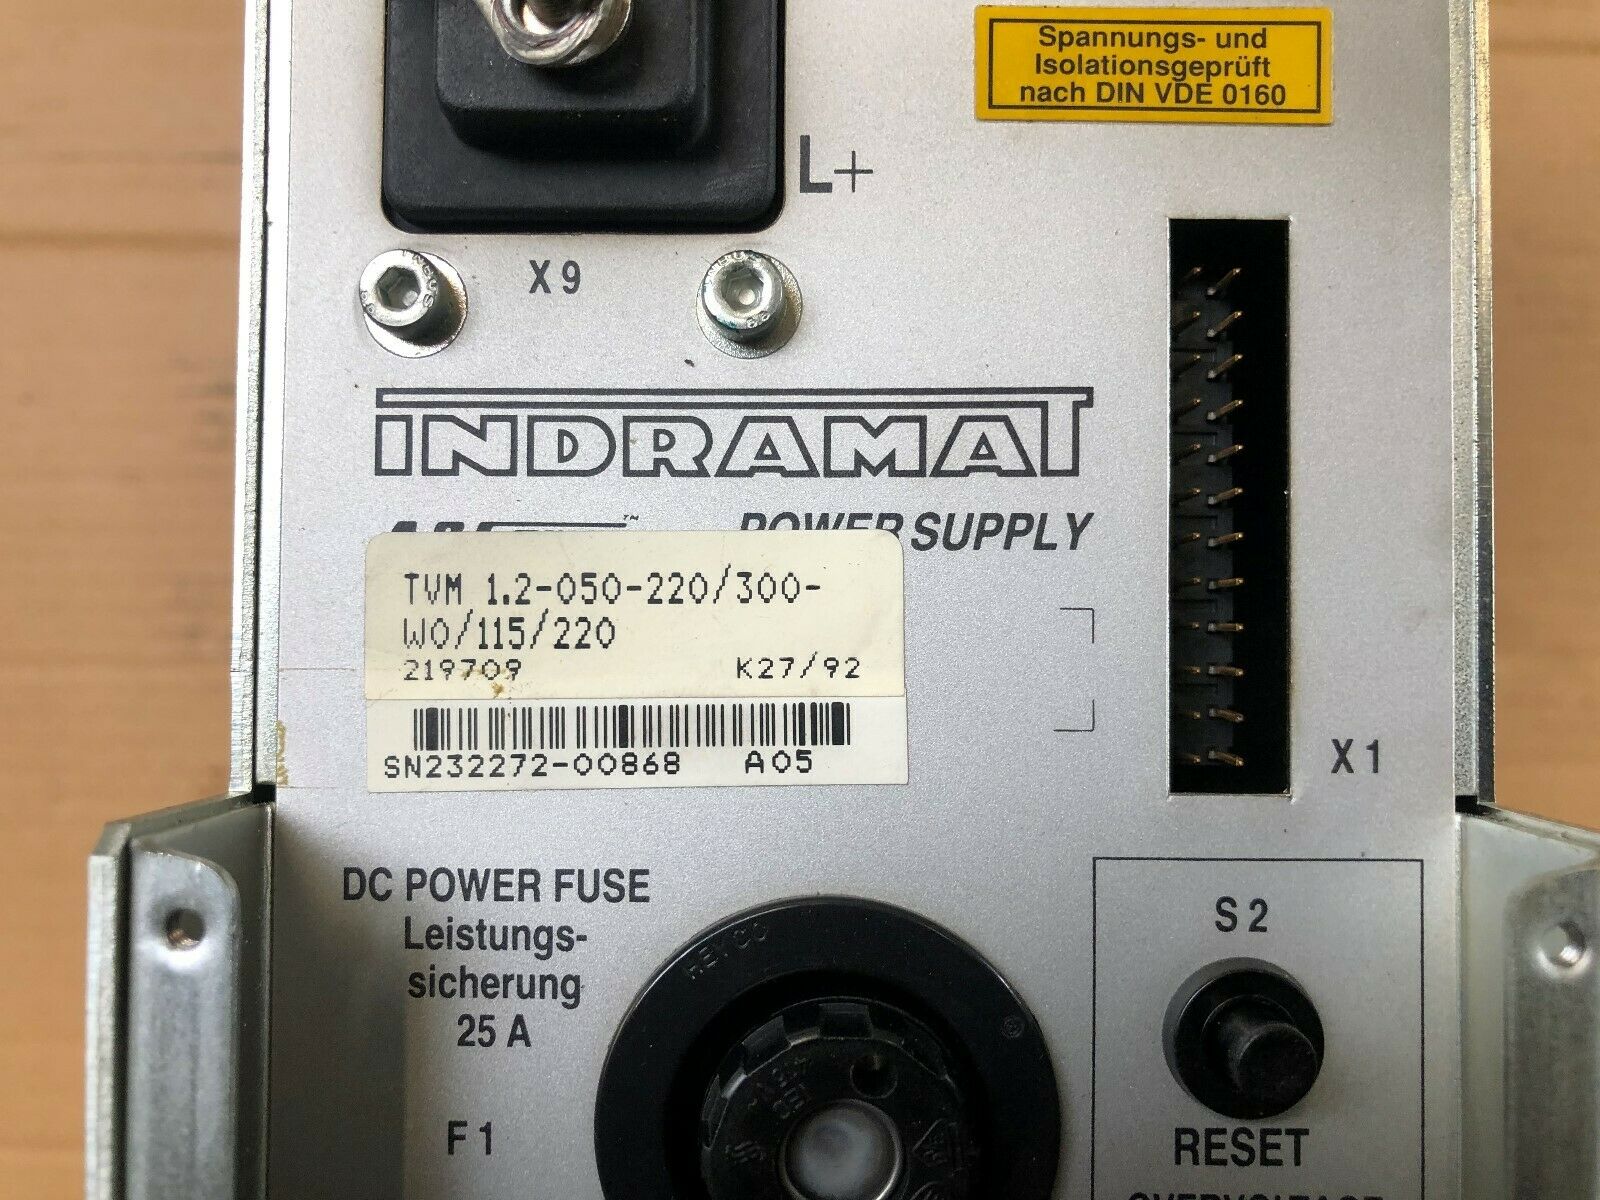 Spannungs- und
Isolationsgeprüft
nach DIN VDE 0160
L+
X9
INDRAMAT
POWER SUPPLY
TVM 1.2-050-220/300-
W0/115/220
219709 K27/92
SN232272-00868 A05
X1
DC POWER FUSE
Leistungs-
sicherung
25 A
F1
S2
RESET
OVERVOLTAGE